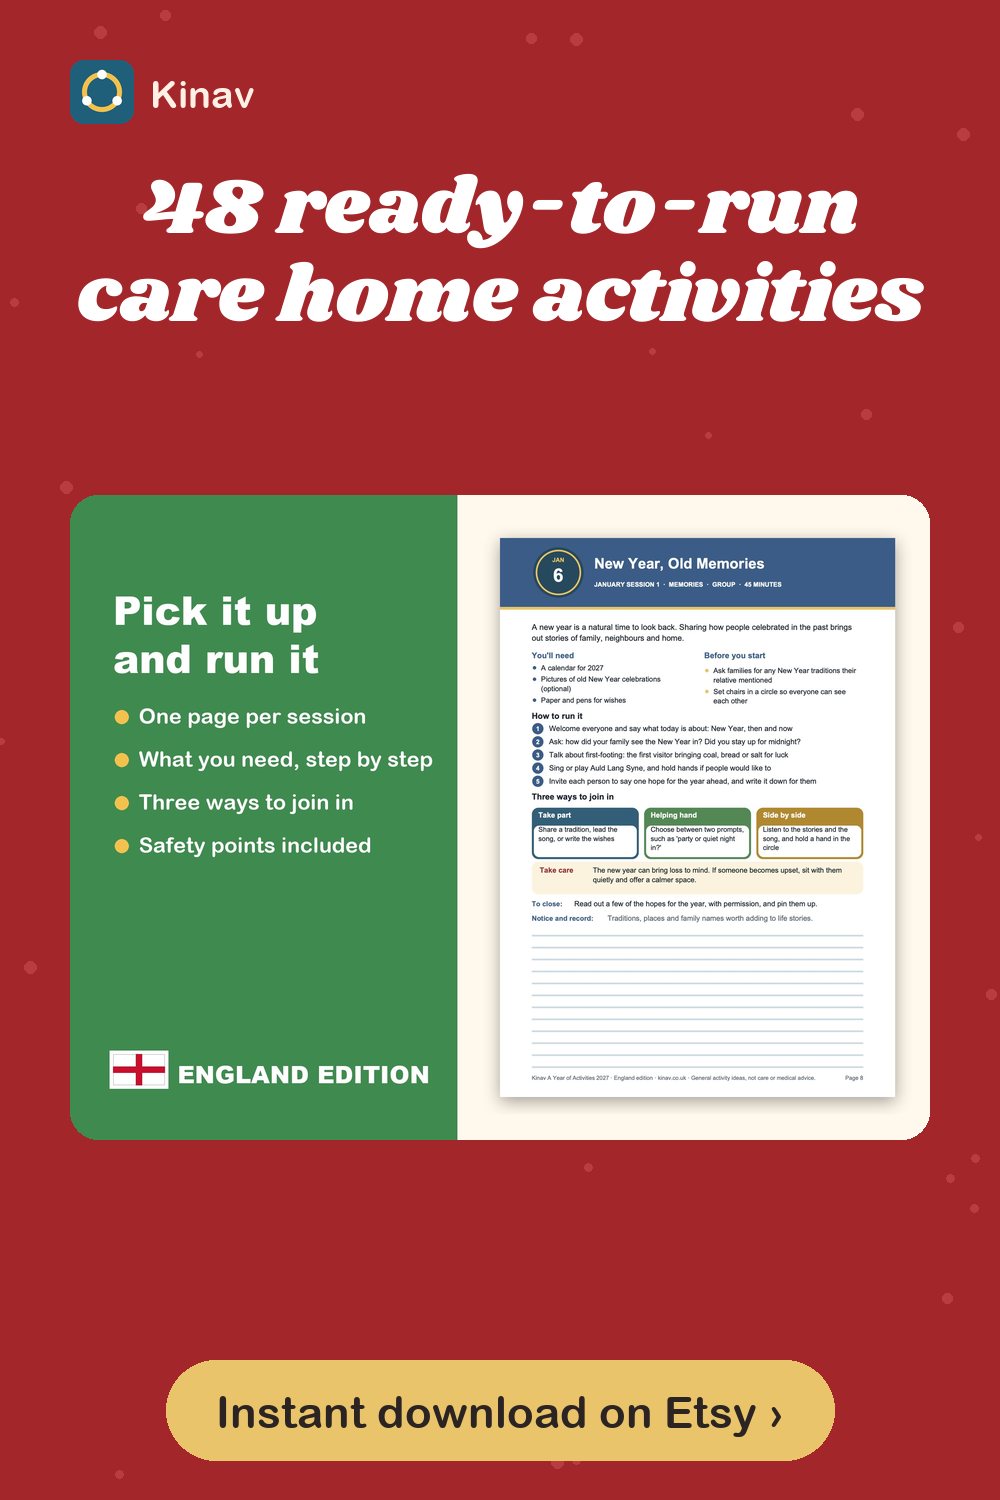 Kinav
48 ready-to-run
care home activities
Pick it up
and run it
One page per session
What you need, step by step
Three ways to join in
Safety points included
ENGLAND EDITION
JAN
6
New Year, Old Memories
JANUARY SESSION 1 · MEMORIES · GROUP · 45 MINUTES
A new year is a natural time to look back. Sharing how people celebrated in the past brings
out stories of family, neighbours and home.
You'll need
A calendar for 2027
Pictures of old New Year celebrations
(optional)
Paper and pens for wishes
Before you start
Ask families for any New Year traditions their
relative mentioned
Set chairs in a circle so everyone can see
each other
How to run it
1 Welcome everyone and say what today is about: New Year, then and now
2 Ask: how did your family see the New Year in? Did you stay up for midnight?
3 Talk about first-footing: the first visitor bringing coal, bread or salt for luck
4 Sing or play Auld Lang Syne, and hold hands if people would like to
5 Invite each person to say one hope for the year ahead, and write it down for them
Three ways to join in
Take part
Share a tradition, lead the
song, or write the wishes
Helping hand
Choose between two prompts,
such as 'party or quiet night
in?'
Side by side
Listen to the stories and the
song, and hold a hand in the
circle
Take care The new year can bring loss to mind. If someone becomes upset, sit with them
quietly and offer a calmer space.
To close: Read out a few of the hopes for the year, with permission, and pin them up.
Notice and record: Traditions, places and family names worth adding to life stories.
Kinav A Year of Activities 2027 · England edition · kinav.co.uk · General activity ideas, not care or medical advice. Page 8
Instant download on Etsy ›